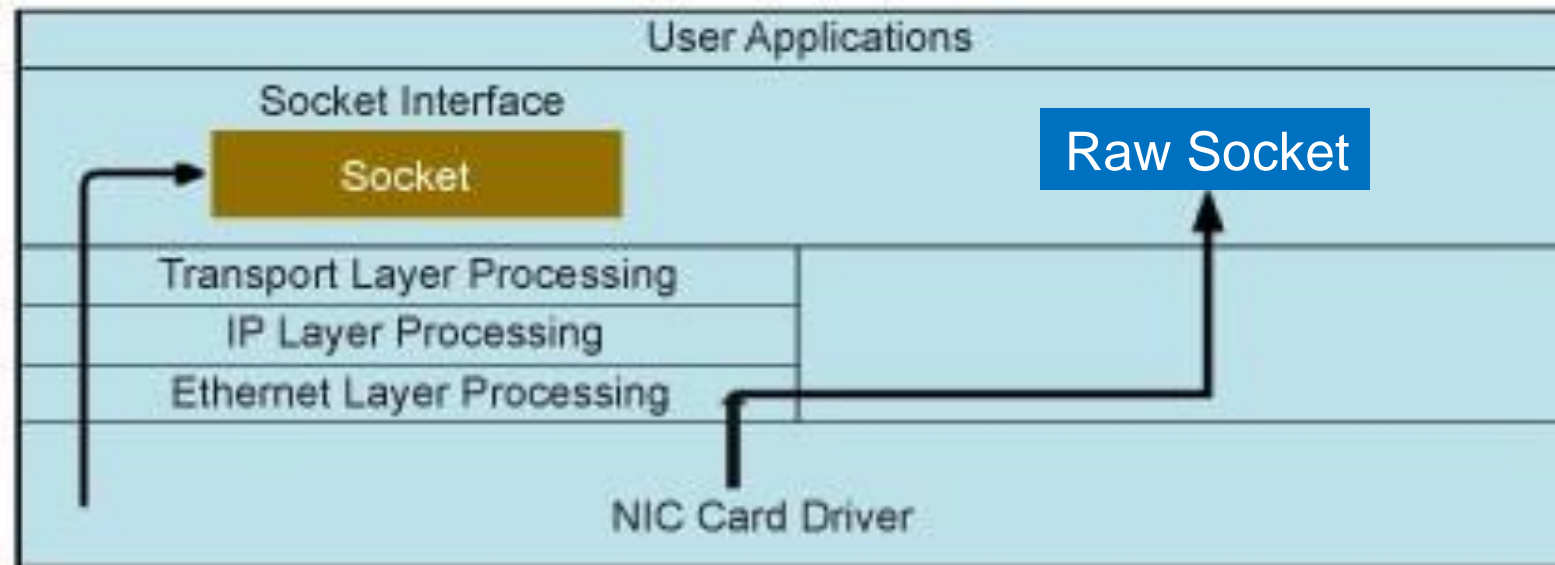 User Applications
Socket Interface
Socket
Raw Socket
Transport Layer Processing
IP Layer Processing
Ethernet Layer Processing
NIC Card Driver